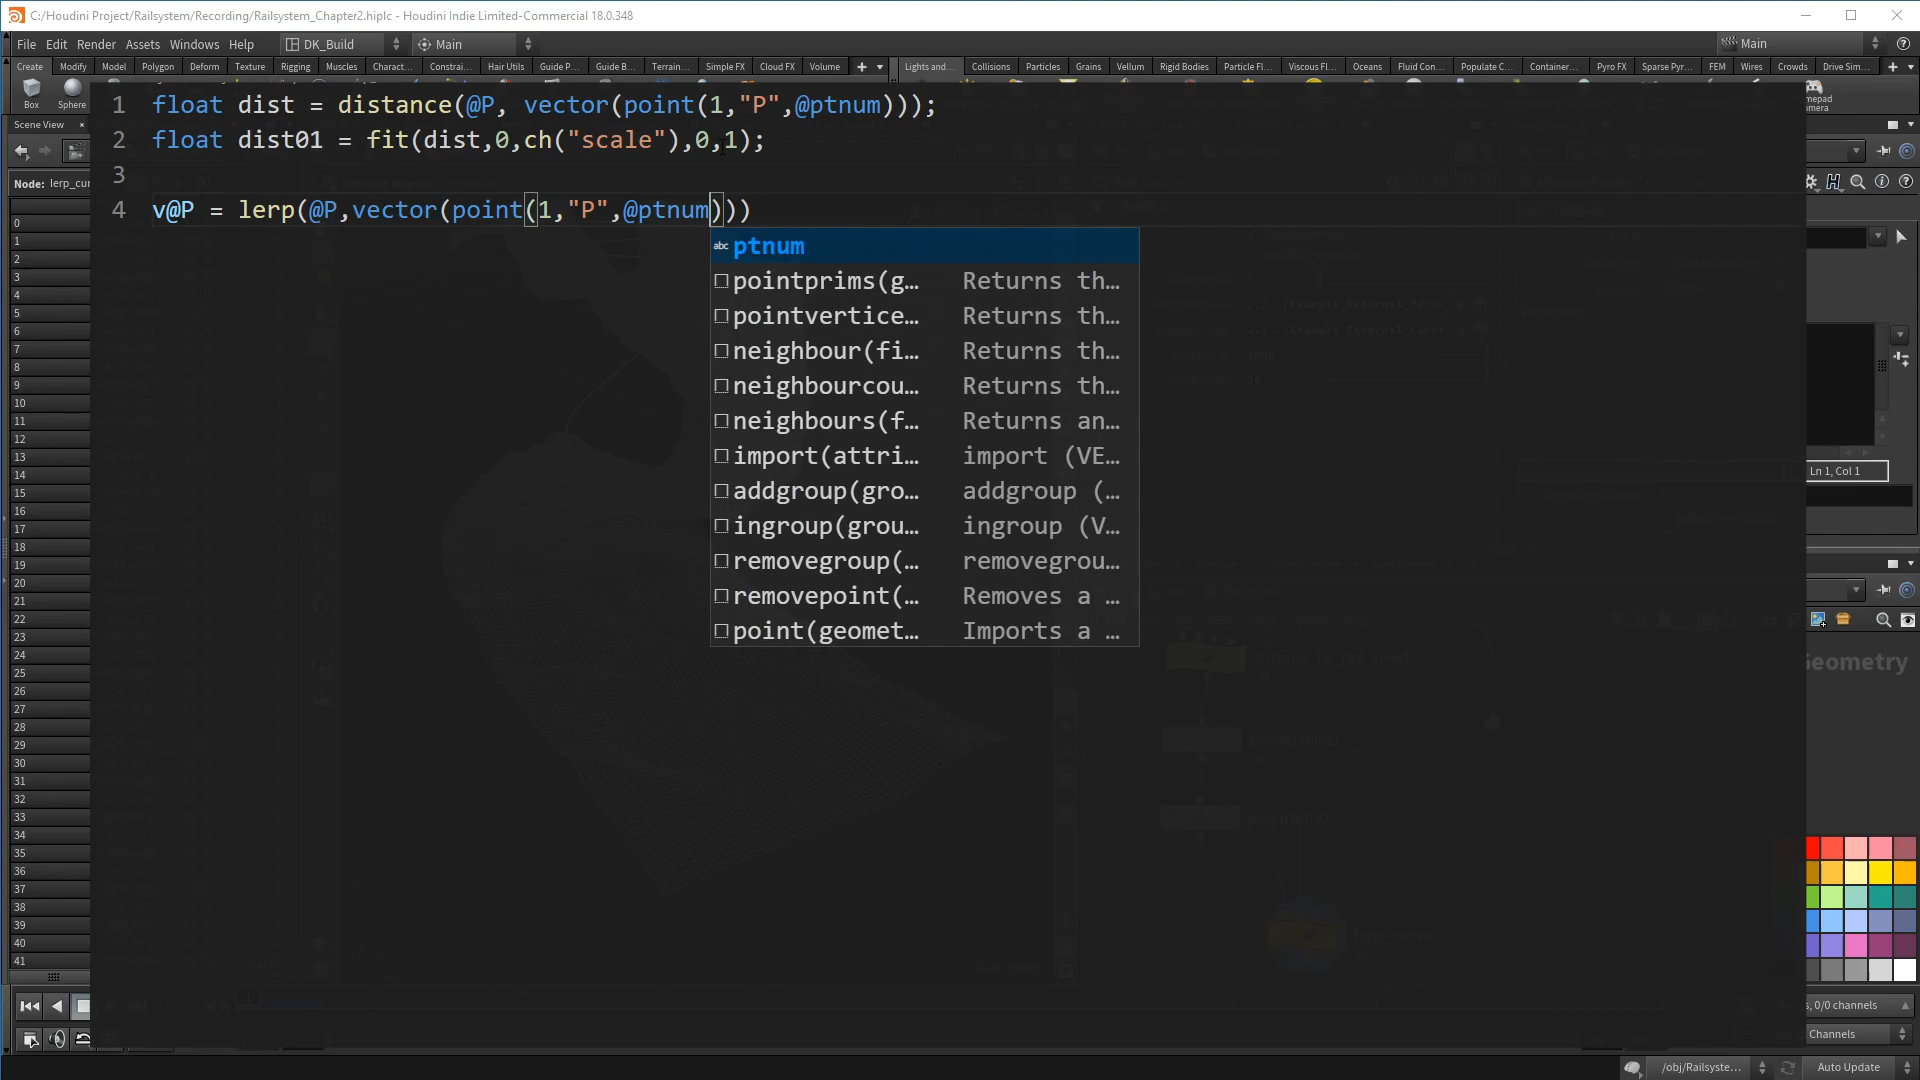 C:/Houdini Project/Railsystem/Recording/Railsystem_Chapter2.hiplc - Houdini Indie Limited-Commercial 18.0.348
File Edit Render Assets Windows Help DK_Build Main Main
Create Modify Model Polygon Deform Texture Rigging Muscles Charact... Constrai... Hair Utils Guide P... Guide B... Terrain... Simple FX Cloud FX Volume Lights and... Collisions Particles Grains Vellum Rigid Bodies Particle Fl... Viscous Fl... Oceans Fluid Con... Populate C... Container... Pyro FX Sparse Pyr... FEM Wires Crowds Drive Sim...
Box Sphere
Scene View
Node: lerp_cur
1 float dist = distance(@P, vector(point(1,"P",@ptnum)));
2 float dist01 = fit(dist,0,ch("scale"),0,1);
3
4 v@P = lerp(@P,vector(point(1,"P",@ptnum)))
abc ptnum
pointprims(g... Returns th...
pointvertice... Returns th...
neighbour(fi... Returns th...
neighbourcou... Returns th...
neighbours(f... Returns an...
import(attri... import (VE...
addgroup(gro... addgroup (...
ingroup(grou... ingroup (V...
removegroup(... removegrou...
removepoint(... Removes a ...
point(geomet... Imports a ...
0
1
2
3
4
5
6
7
8
9
10
11
12
13
14
15
16
17
18
19
20
21
22
23
24
25
26
27
28
29
30
31
32
33
34
35
36
37
38
39
40
41
Ln 1, Col 1
Geometry
s, 0/0 channels
Channels
/obj/Railsyste...
Auto Update